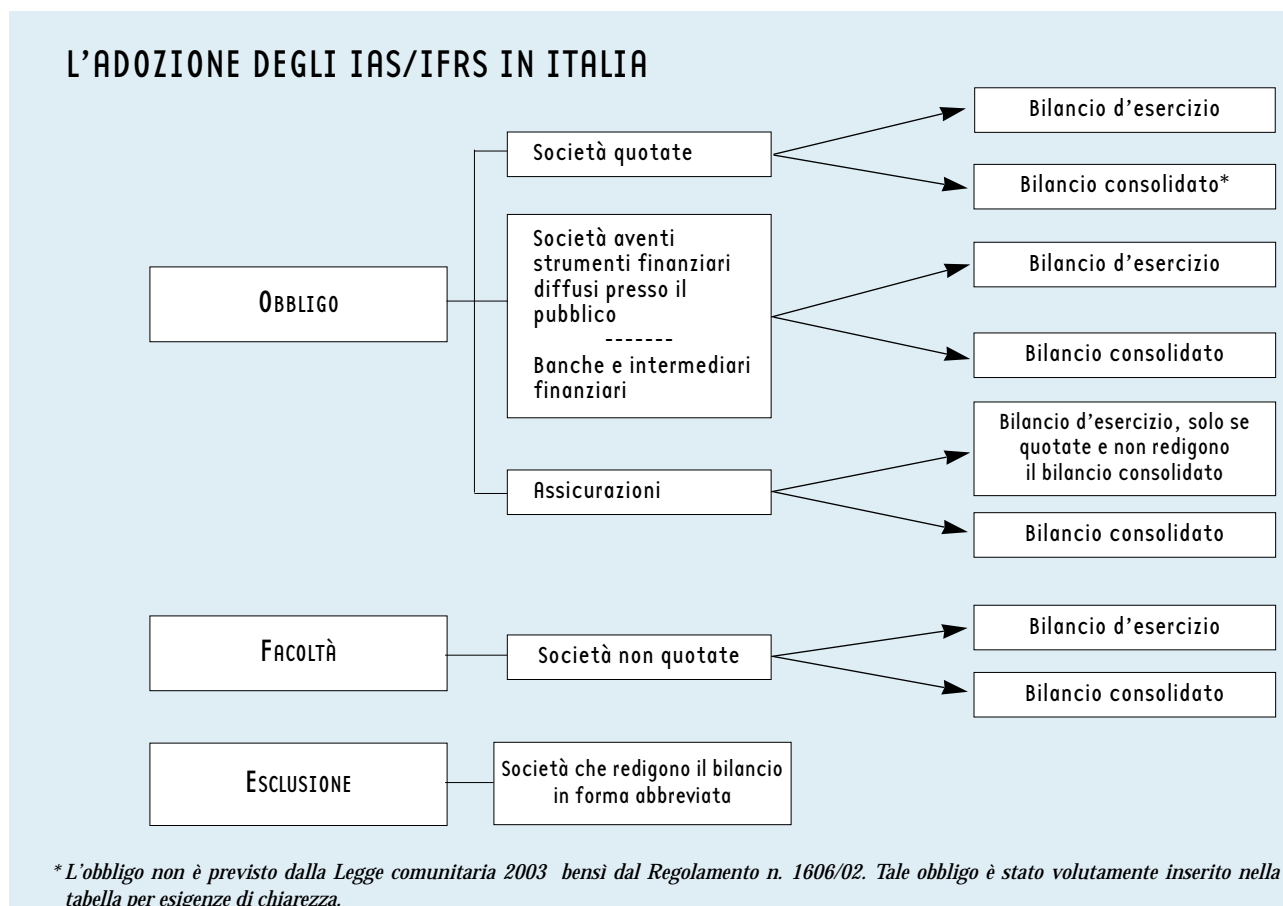 L'ADOZIONE DEGLI IAS/IFRS IN ITALIA
OBBLIGO
Società quotate
Bilancio d'esercizio
Bilancio consolidato*
Società aventi
strumenti finanziari
diffusi presso il
pubblico
-------
Banche e intermediari
finanziari
Bilancio d'esercizio
Bilancio consolidato
Assicurazioni
Bilancio d'esercizio, solo se
quotate e non redigono
il bilancio consolidato
Bilancio consolidato
FACOLTÀ
Società non quotate
Bilancio d'esercizio
Bilancio consolidato
ESCLUSIONE
Società che redigono il bilancio
in forma abbreviata
* L'obbligo non è previsto dalla Legge comunitaria 2003 bensì dal Regolamento n. 1606/02. Tale obbligo è stato volutamente inserito nella
tabella per esigenze di chiarezza.